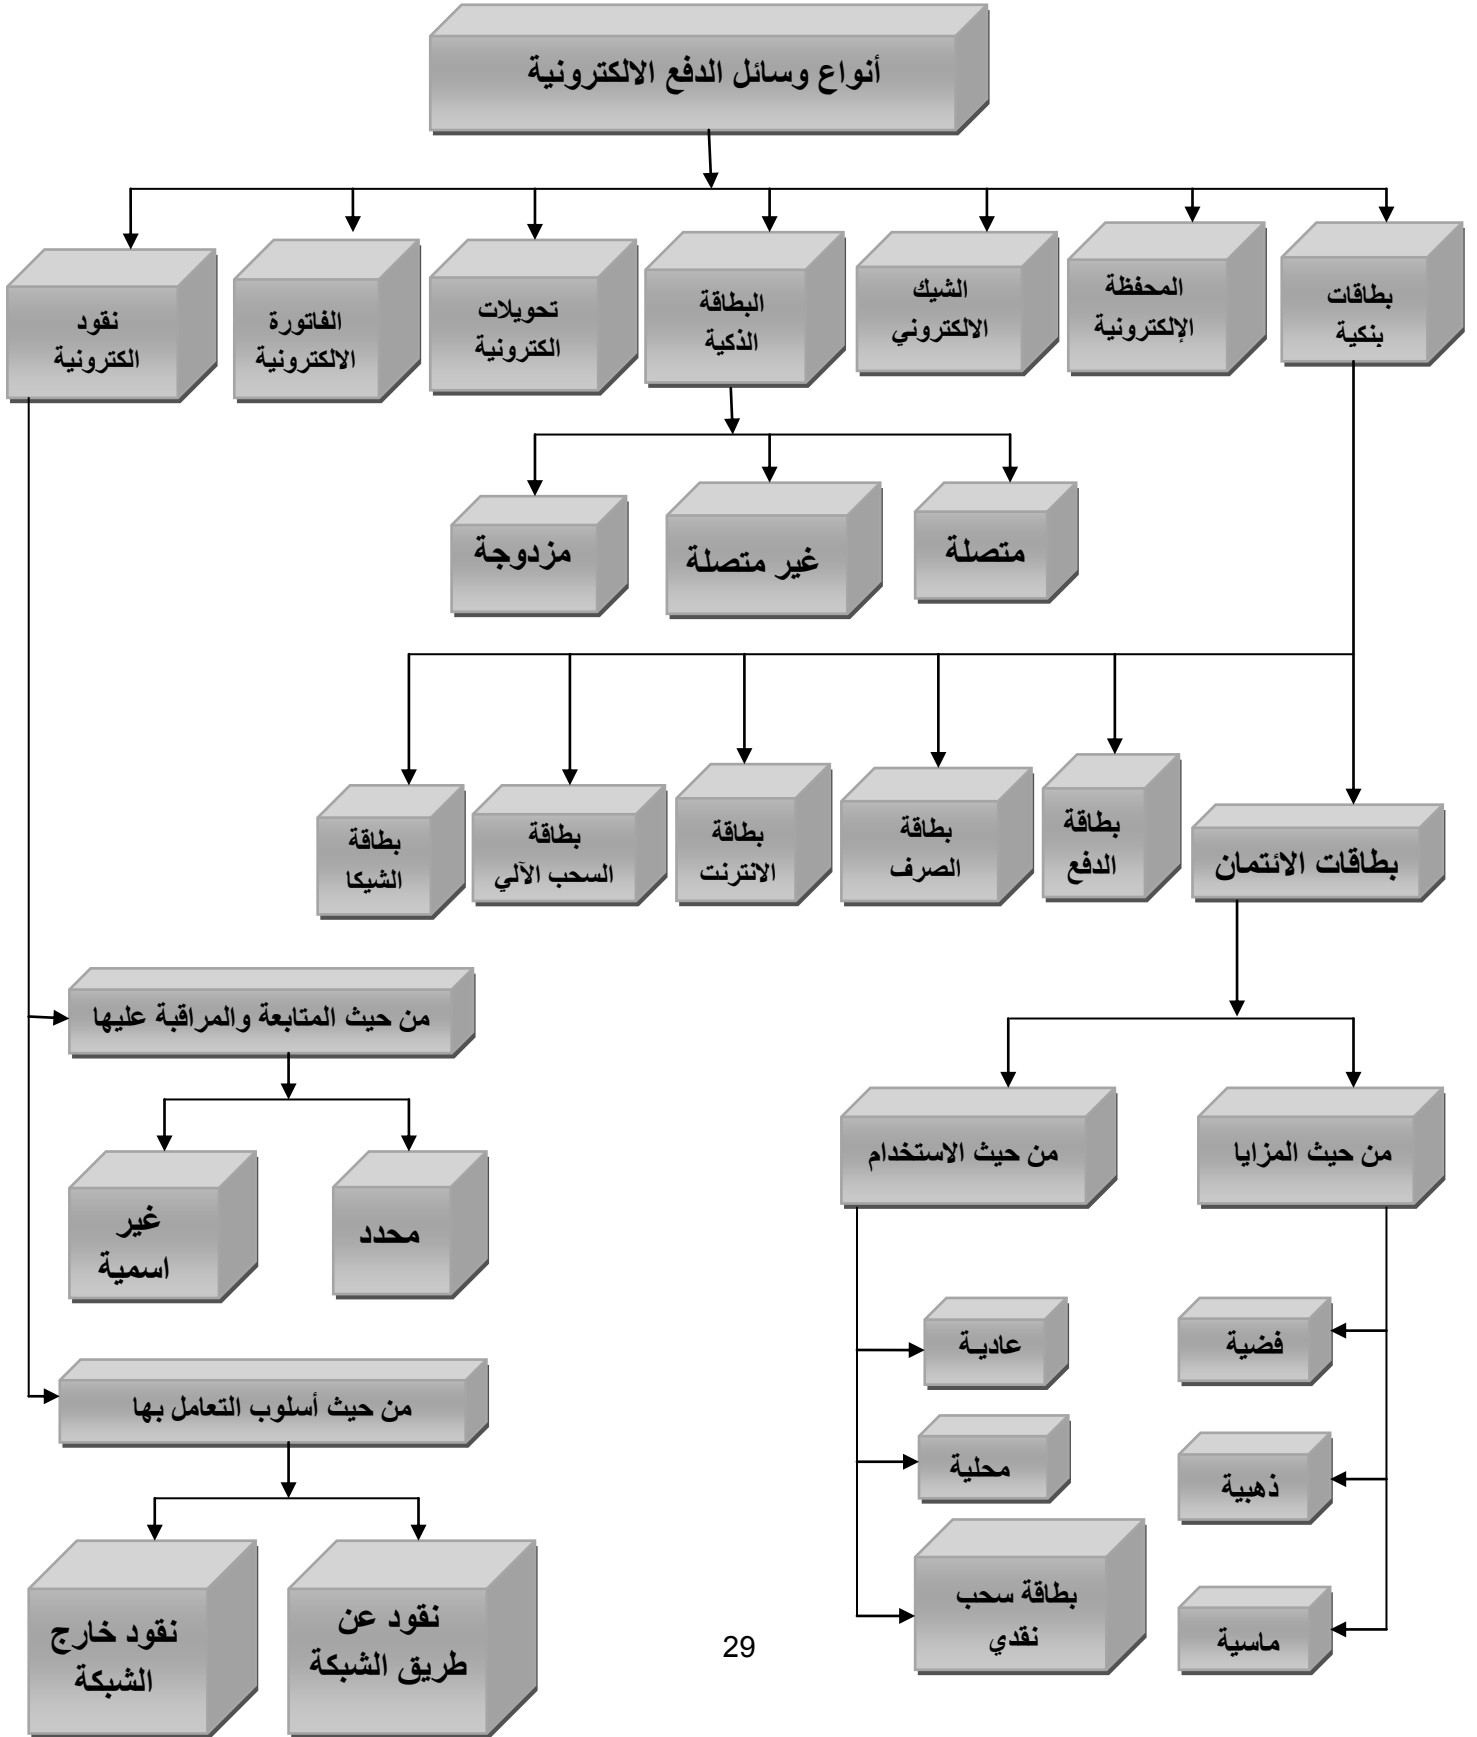 أنواع وسائل الدفع الالكترونية
بطاقات
بنكية
المحفظة
الإلكترونية
الشيك
الالكتروني
البطاقة
الذكية
تحويلات
الكترونية
الفاتورة
الالكترونية
نقود
الكترونية
متصلة
غير متصلة
مزدوجة
بطاقات الائتمان
بطاقة
الدفع
بطاقة
الصرف
بطاقة
الانترنت
بطاقة
السحب الآلي
بطاقة
الشيكا
من حيث المتابعة والمراقبة عليها
محدد
غير
اسمية
من حيث المزايا
من حيث الاستخدام
فضية
ذهبية
ماسية
عاديـة
محلية
بطاقة سحب
نقدي
من حيث أسلوب التعامل بها
نقود عن
طريق الشبكة
نقود خارج
الشبكة
29